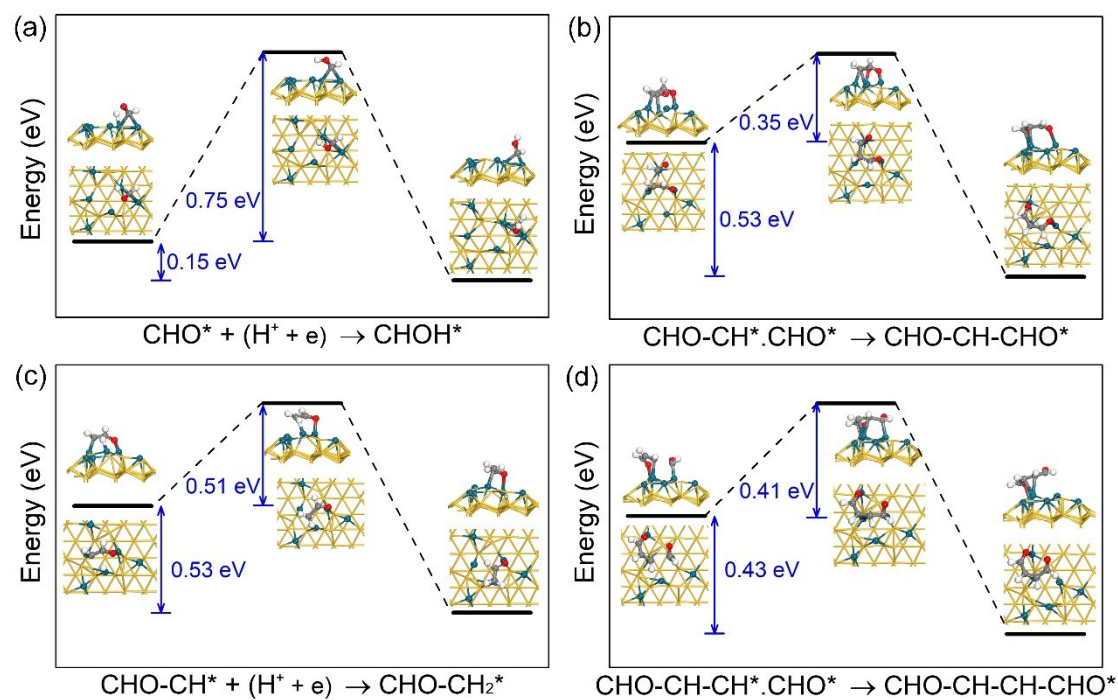 (a)
Energy (eV)
0.75 eV
0.15 eV
CHO* + (H⁺ + e) → CHOH*
(b)
Energy (eV)
0.35 eV
0.53 eV
CHO-CH*.CHO* → CHO-CH-CHO*
(c)
Energy (eV)
0.51 eV
0.53 eV
CHO-CH* + (H⁺ + e) → CHO-CH₂*
(d)
Energy (eV)
0.41 eV
0.43 eV
CHO-CH-CH*.CHO* → CHO-CH-CH-CHO*